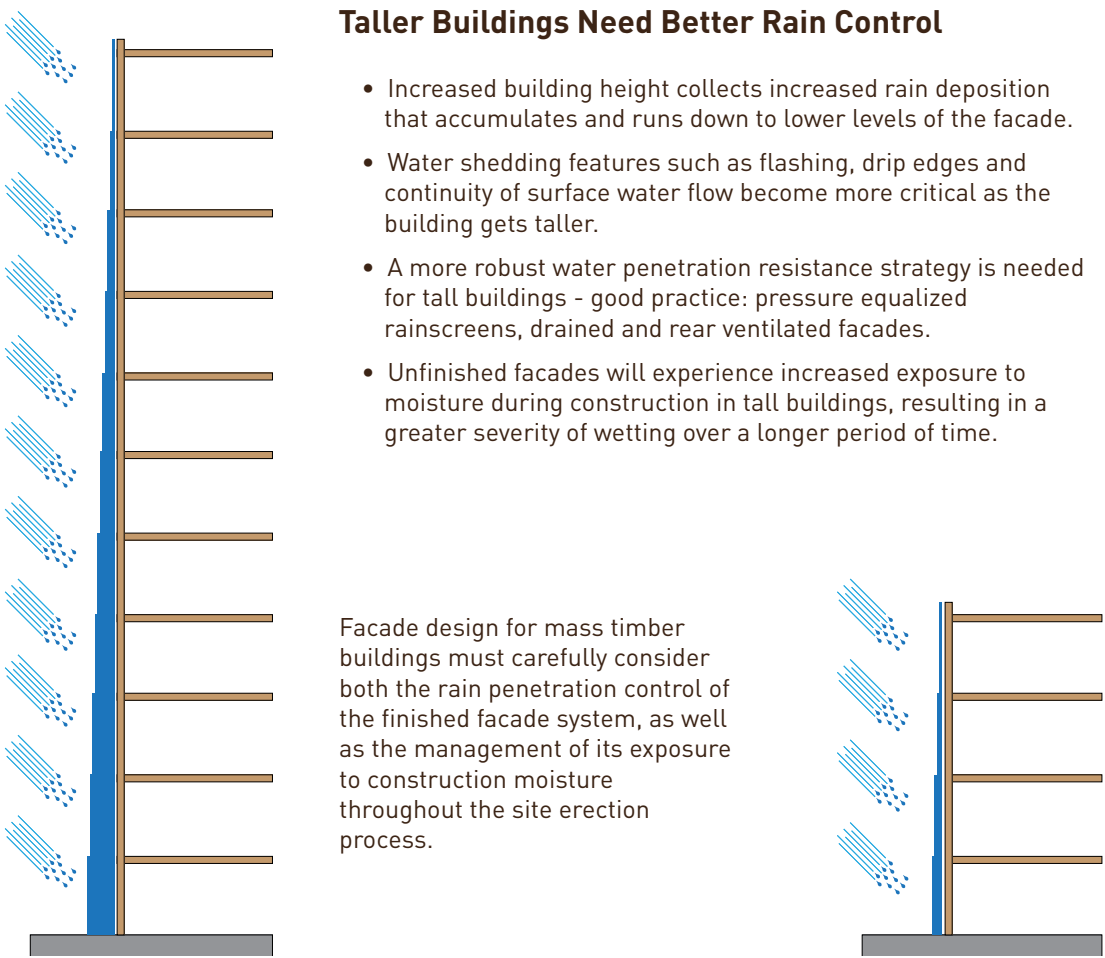 Taller Buildings Need Better Rain Control
• Increased building height collects increased rain deposition
that accumulates and runs down to lower levels of the facade.
• Water shedding features such as flashing, drip edges and
continuity of surface water flow become more critical as the
building gets taller.
• A more robust water penetration resistance strategy is needed
for tall buildings - good practice: pressure equalized
rainscreens, drained and rear ventilated facades.
• Unfinished facades will experience increased exposure to
moisture during construction in tall buildings, resulting in a
greater severity of wetting over a longer period of time.
Facade design for mass timber
buildings must carefully consider
both the rain penetration control of
the finished facade system, as well
as the management of its exposure
to construction moisture
throughout the site erection
process.